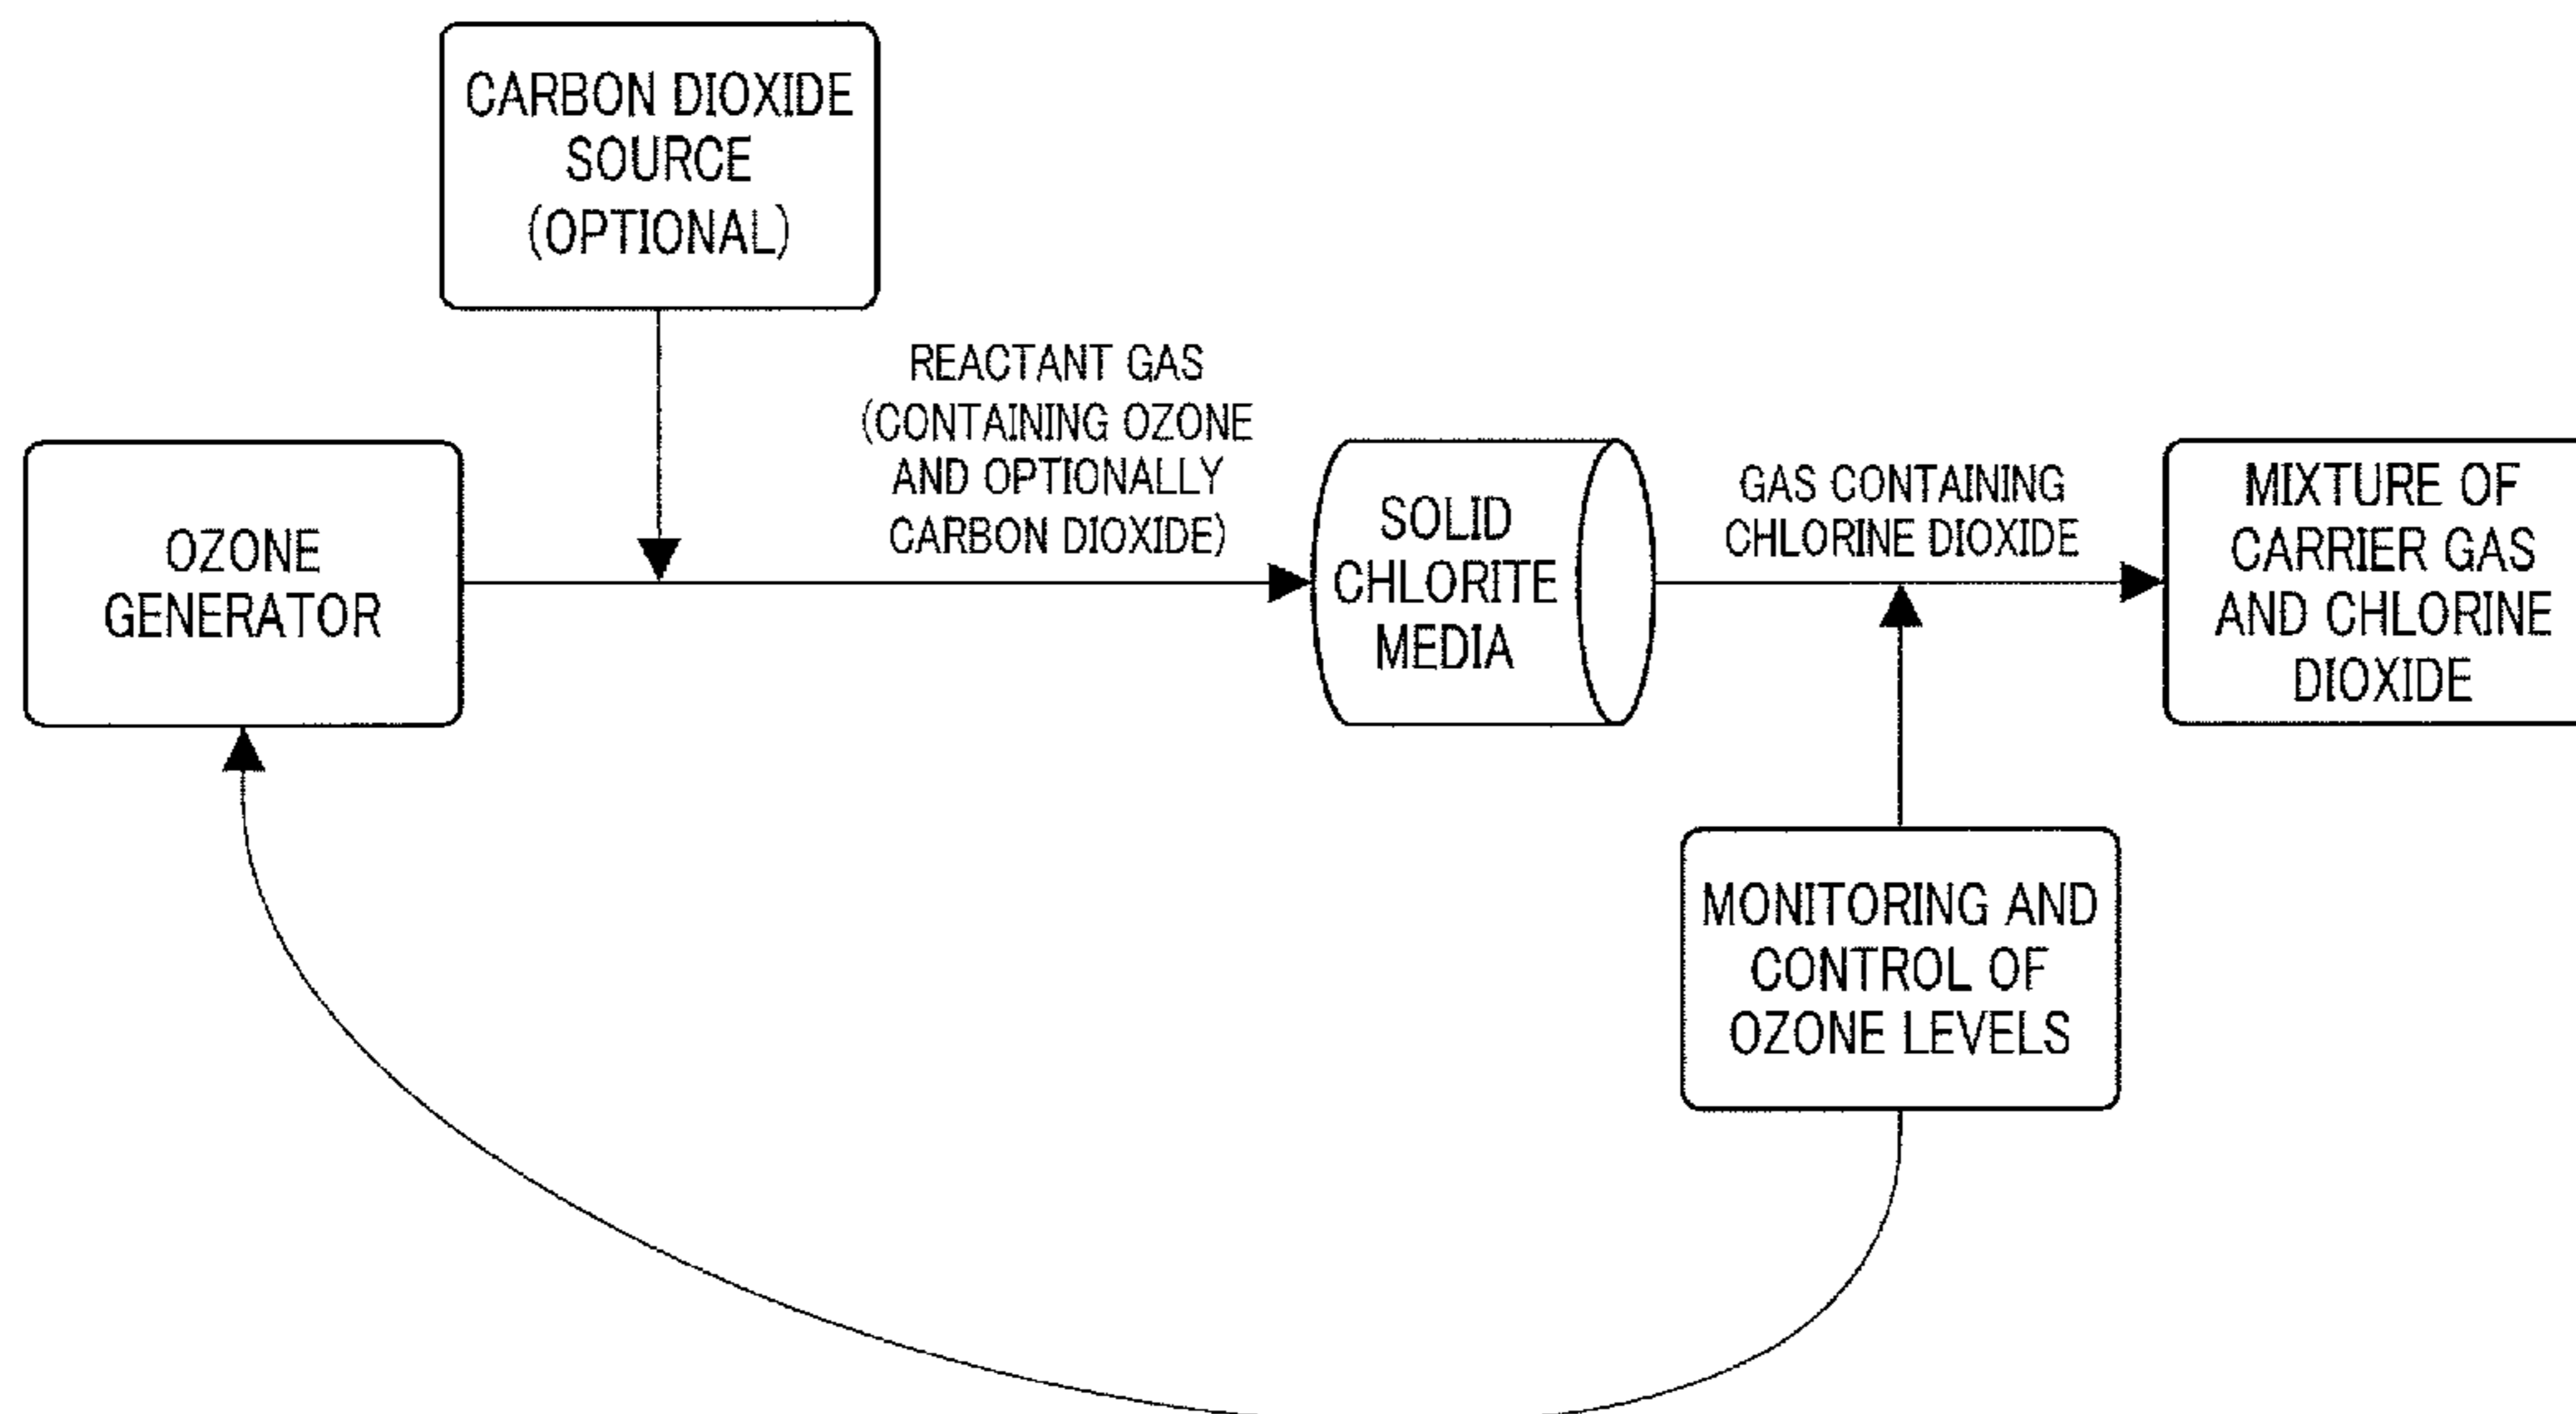 CARBON DIOXIDE
SOURCE
(OPTIONAL)
REACTANT GAS
(CONTAINING OZONE
AND OPTIONALLY
CARBON DIOXIDE)
OZONE
GENERATOR
SOLID
CHLORITE
MEDIA
GAS CONTAINING
CHLORINE DIOXIDE
MIXTURE OF
CARRIER GAS
AND CHLORINE
DIOXIDE
MONITORING AND
CONTROL OF
OZONE LEVELS